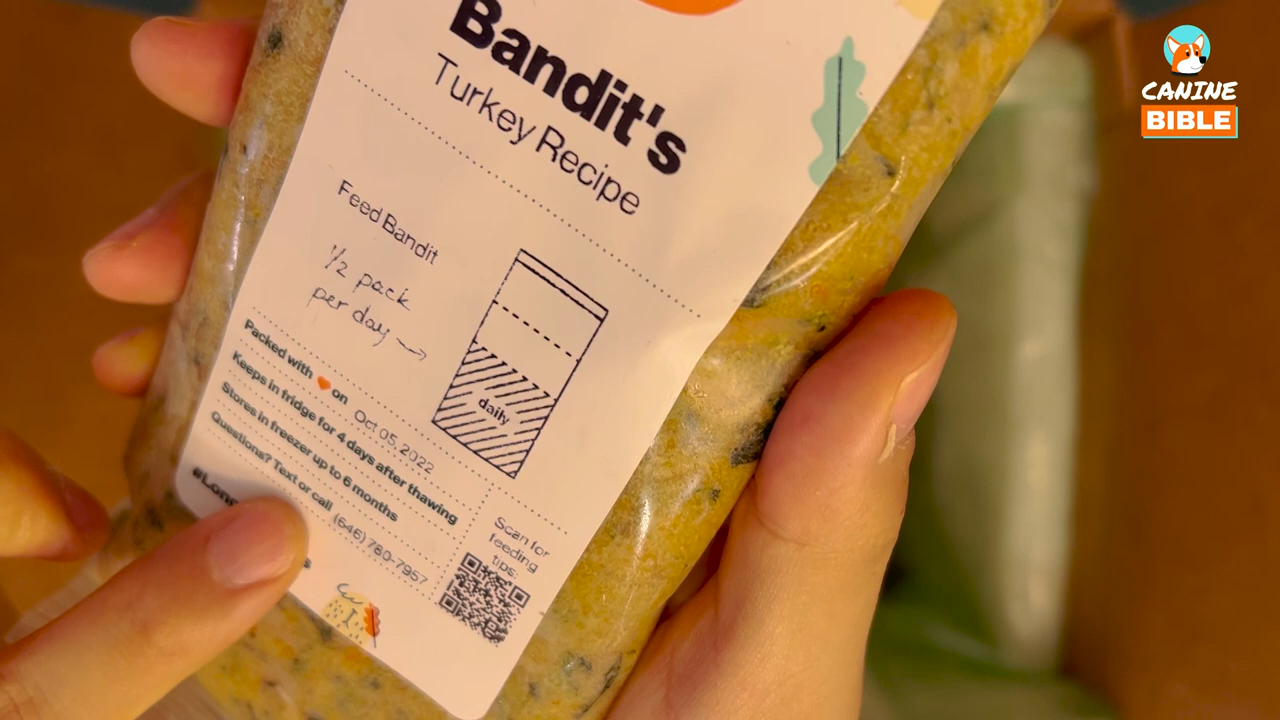 CANINE
BIBLE
Bandit's
Turkey Recipe
Feed Bandit
1/2 pack
per day
daily
Packed with ❤ on Oct 05, 2022
Keeps in fridge for 4 days after thawing
Stores in freezer up to 6 months
Questions? Text or call (646) 780-7957
Scan for
feeding
tips: